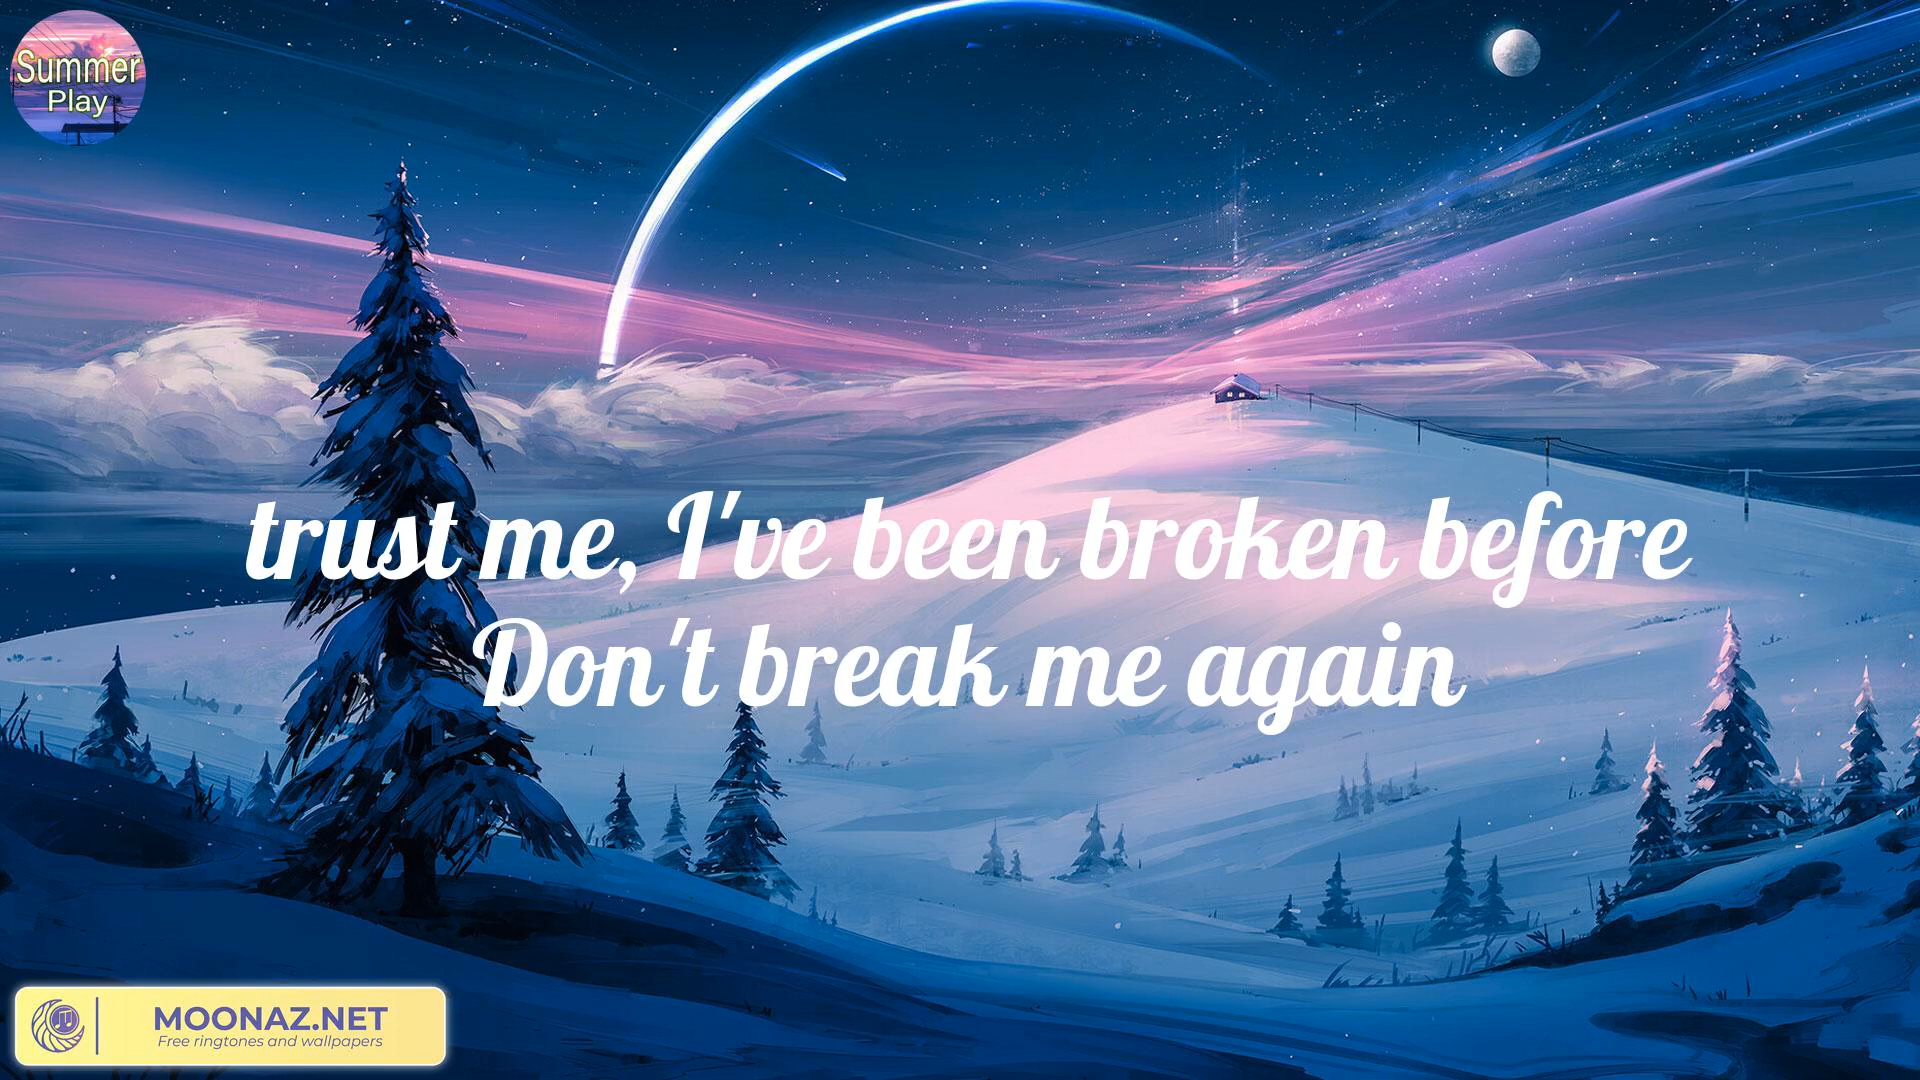 Summer
Play
trust me, I've been broken before
Don't break me again
MOONAZ.NET
Free ringtones and wallpapers